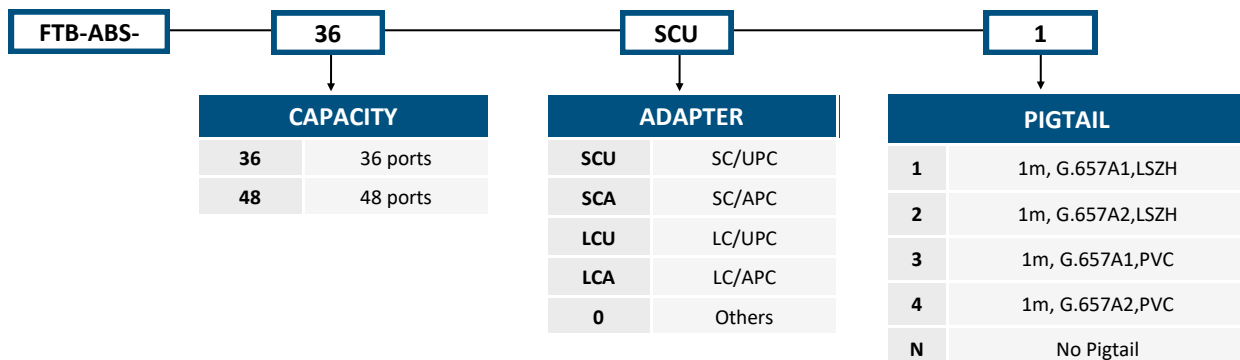 FTB-ABS- 36 SCU 1
CAPACITY
36 36 ports
48 48 ports
ADAPTER
SCU SC/UPC
SCA SC/APC
LCU LC/UPC
LCA LC/APC
0 Others
PIGTAIL
1 1m, G.657A1,LSZH
2 1m, G.657A2,LSZH
3 1m, G.657A1,PVC
4 1m, G.657A2,PVC
N No Pigtail